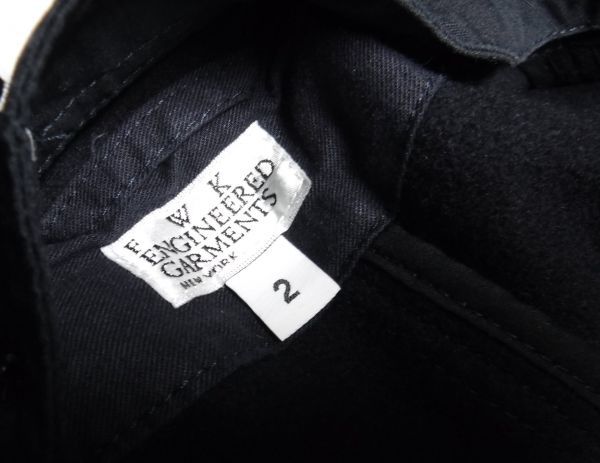 F W K
ENGINEERED
GARMENTS
NEW YORK
2